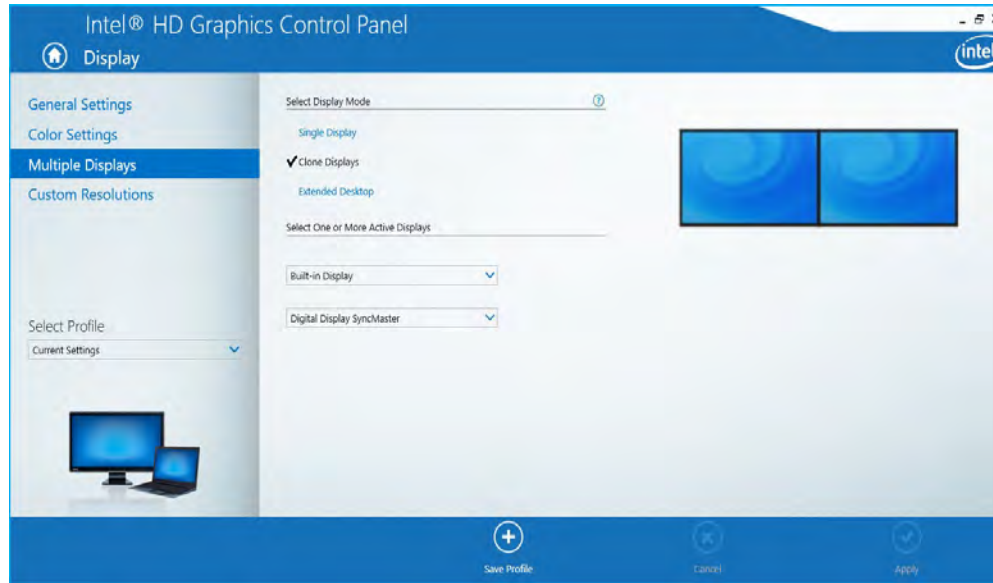 Intel® HD Graphics Control Panel
Display
intel
General Settings
Color Settings
Multiple Displays
Custom Resolutions
Select Profile
Current Settings
Select Display Mode
Single Display
Clone Displays
Extended Desktop
Select One or More Active Displays
Built-in Display
Digital Display SyncMaster
Save Profile
Cancel
Apply